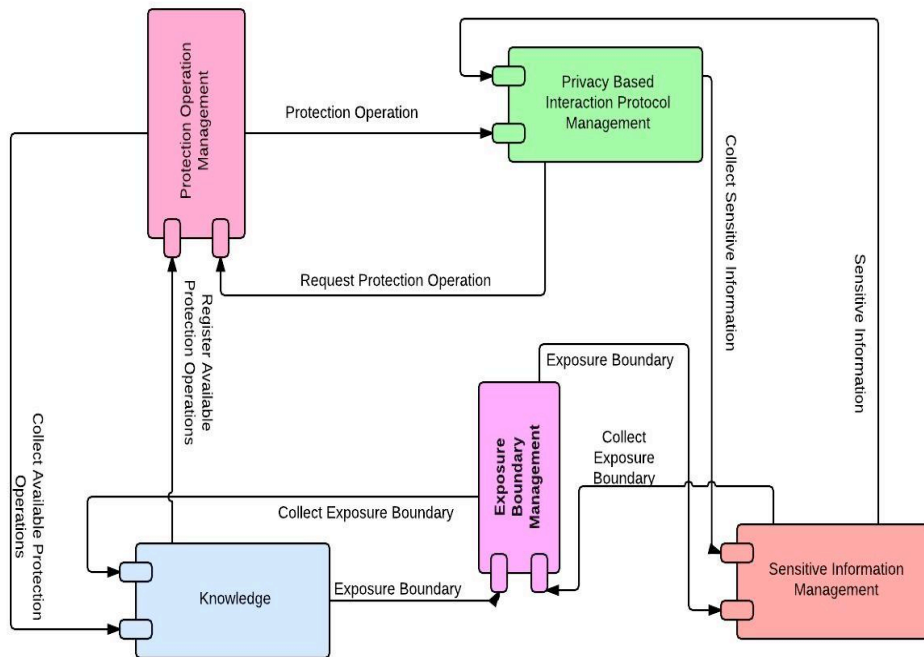 Protection Operation
Management
Privacy Based
Interaction Protocol
Management
Protection Operation
Collect Sensitive Information
Sensitive Information
Request Protection Operation
Register Available
Protection Operations
Exposure Boundary
Collect Available Protection
Operations
Exposure
Boundary
Management
Collect
Exposure
Boundary
Collect Exposure Boundary
Knowledge
Exposure Boundary
Sensitive Information
Management